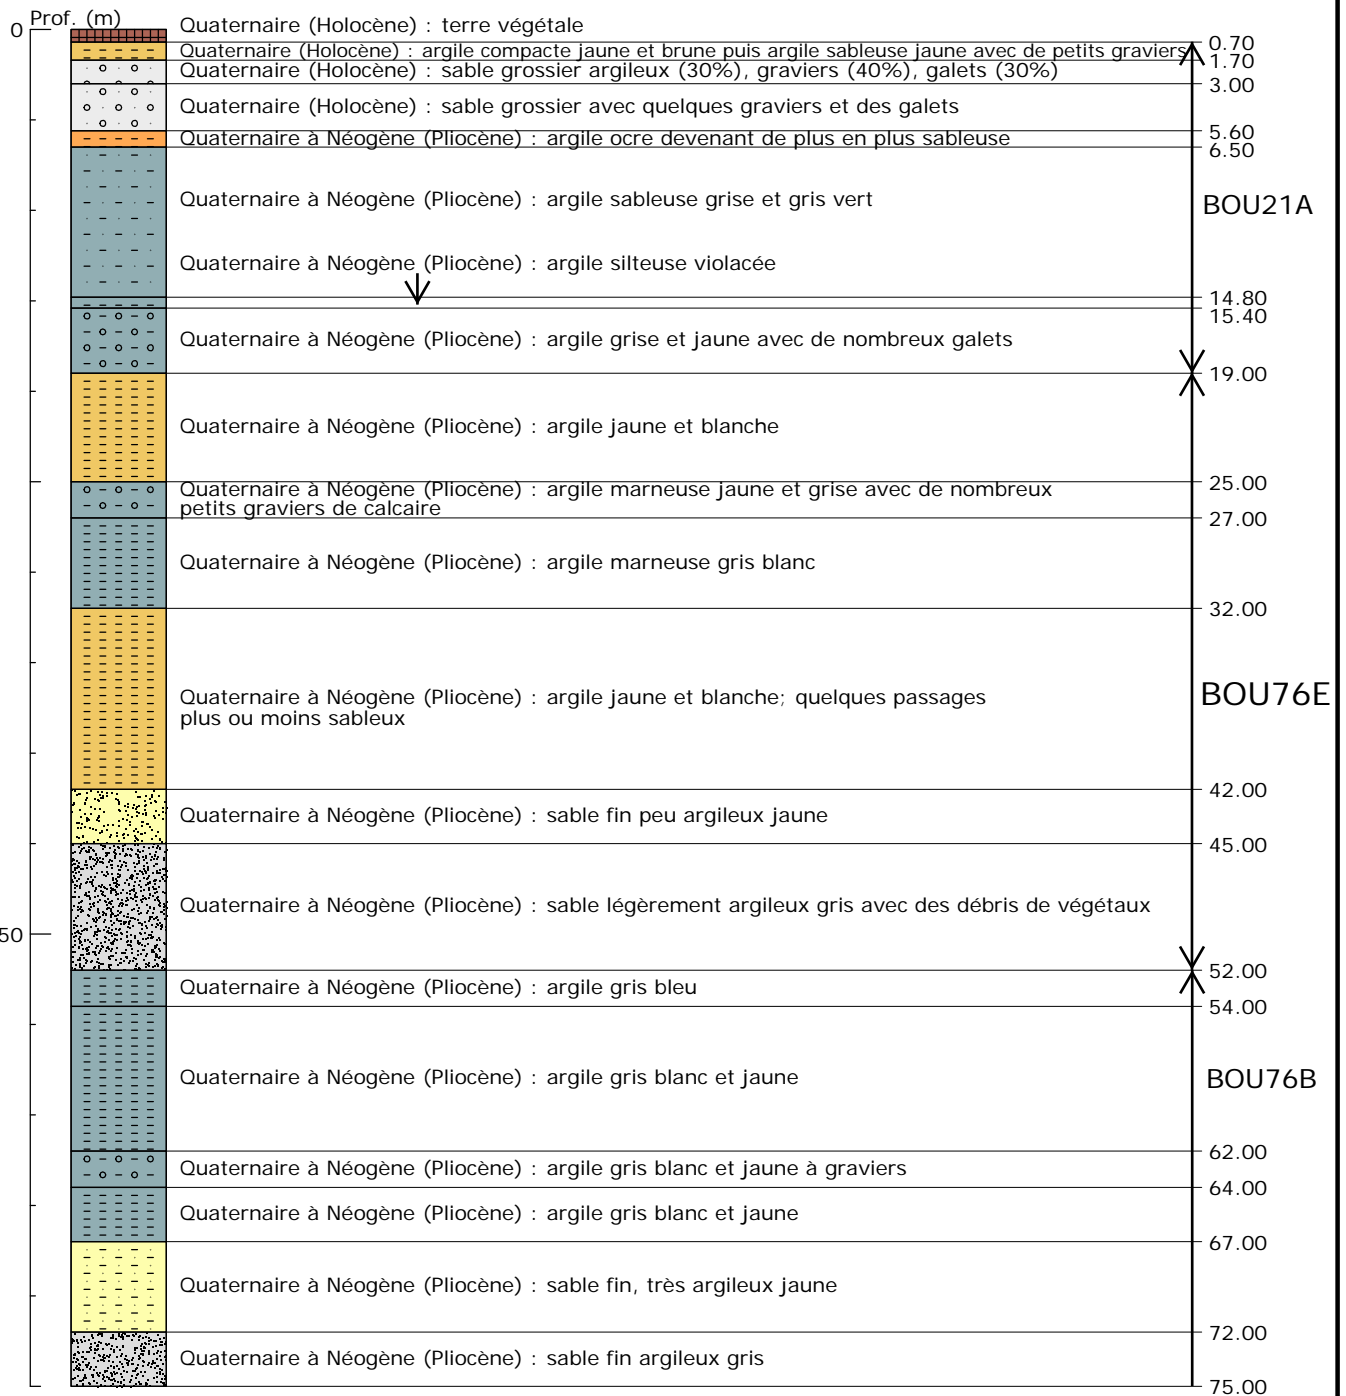 Prof. (m)
0
Quaternaire (Holocène) : terre végétale
0.70
Quaternaire (Holocène) : argile compacte jaune et brune puis argile sableuse jaune avec de petits graviers
1.70
Quaternaire (Holocène) : sable grossier argileux (30%), graviers (40%), galets (30%)
3.00
Quaternaire (Holocène) : sable grossier avec quelques graviers et des galets
5.60
Quaternaire à Néogène (Pliocène) : argile ocre devenant de plus en plus sableuse
6.50
Quaternaire à Néogène (Pliocène) : argile sableuse grise et gris vert
BOU21A
Quaternaire à Néogène (Pliocène) : argile silteuse violacée
14.80
15.40
Quaternaire à Néogène (Pliocène) : argile grise et jaune avec de nombreux galets
19.00
Quaternaire à Néogène (Pliocène) : argile jaune et blanche
25.00
Quaternaire à Néogène (Pliocène) : argile marneuse jaune et grise avec de nombreux
petits graviers de calcaire
27.00
Quaternaire à Néogène (Pliocène) : argile marneuse gris blanc
32.00
Quaternaire à Néogène (Pliocène) : argile jaune et blanche; quelques passages
plus ou moins sableux
BOU76E
42.00
Quaternaire à Néogène (Pliocène) : sable fin peu argileux jaune
45.00
Quaternaire à Néogène (Pliocène) : sable légèrement argileux gris avec des débris de végétaux
50
52.00
Quaternaire à Néogène (Pliocène) : argile gris bleu
54.00
Quaternaire à Néogène (Pliocène) : argile gris blanc et jaune
BOU76B
62.00
Quaternaire à Néogène (Pliocène) : argile gris blanc et jaune à graviers
64.00
Quaternaire à Néogène (Pliocène) : argile gris blanc et jaune
67.00
Quaternaire à Néogène (Pliocène) : sable fin, très argileux jaune
72.00
Quaternaire à Néogène (Pliocène) : sable fin argileux gris
75.00